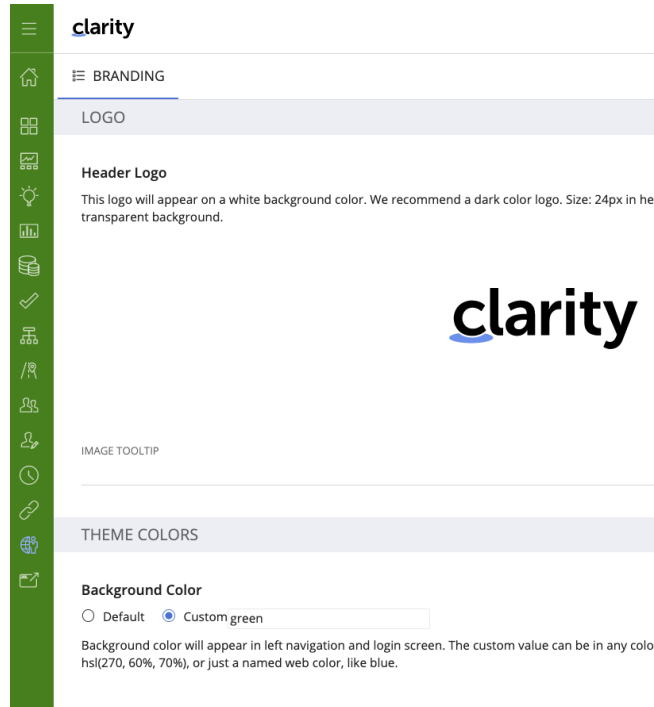 clarity
BRANDING
LOGO
Header Logo
This logo will appear on a white background color. We recommend a dark color logo. Size: 24px in he
transparent background.
clarity
IMAGE TOOLTIP
THEME COLORS
Background Color
Default Custom green
Background color will appear in left navigation and login screen. The custom value can be in any colo
hsl(270, 60%, 70%), or just a named web color, like blue.